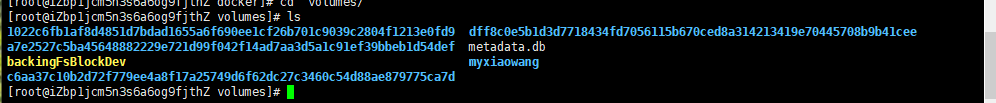 [root@iZbp1jcm5n3s6a6og9fjthZ docker]# cd  volumes/
[root@iZbp1jcm5n3s6a6og9fjthZ volumes]# ls
1022c6fb1af8d4851d7bdad1655a6f690ee1cf26b701c9039c2804f1213e0fd9  dff8c0e5b1d3d7718434fd7056115b670ced8a314213419e70445708b9b41cee
a7e2527c5ba45648882229e721d99f042f14ad7aa3d5a1c91ef39bbeb1d54def  metadata.db
backingFsBlockDev                                                 myxiaowang
c6aa37c10b2d72f779ee4a8f17a25749d6f62dc27c3460c54d88ae879775ca7d
[root@iZbp1jcm5n3s6a6og9fjthZ volumes]#